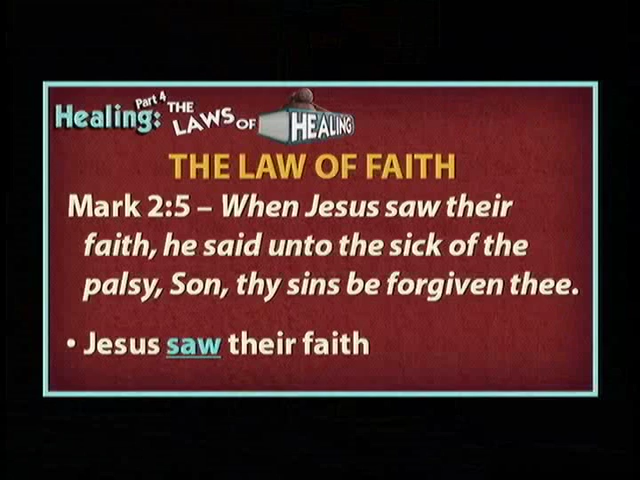 Healing: Part 4 THE LAWS OF HEALING
THE LAW OF FAITH
Mark 2:5 – When Jesus saw their
faith, he said unto the sick of the
palsy, Son, thy sins be forgiven thee.
• Jesus saw their faith